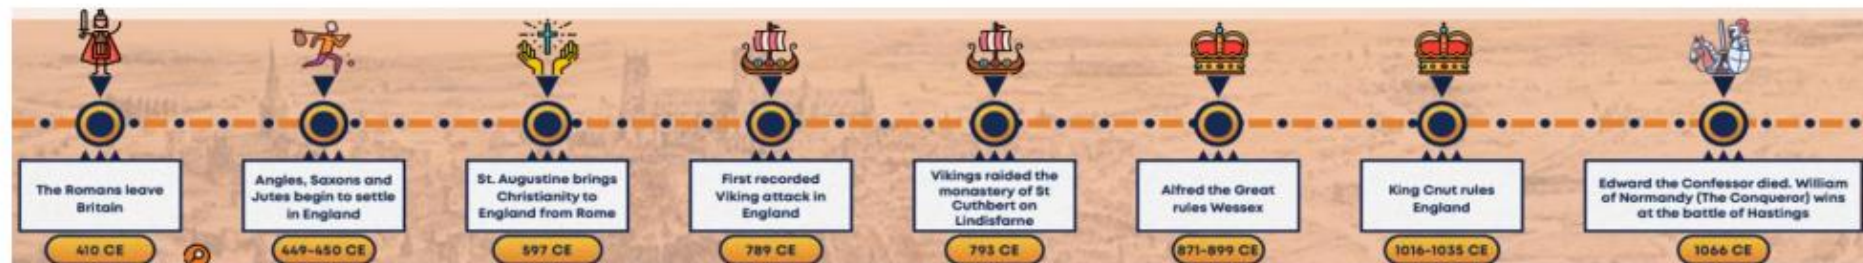 The Romans leave
Britain
410 CE
Angles, Saxons and
Jutes begin to settle
in England
449-450 CE
St. Augustine brings
Christianity to
England from Rome
597 CE
First recorded
Viking attack in
England
789 CE
Vikings raided the
monastery of St
Cuthbert on
Lindisfarne
793 CE
Alfred the Great
rules Wessex
871-899 CE
King Cnut rules
England
1016-1035 CE
Edward the Confessor died. William
of Normandy (The Conqueror) wins
at the battle of Hastings
1066 CE